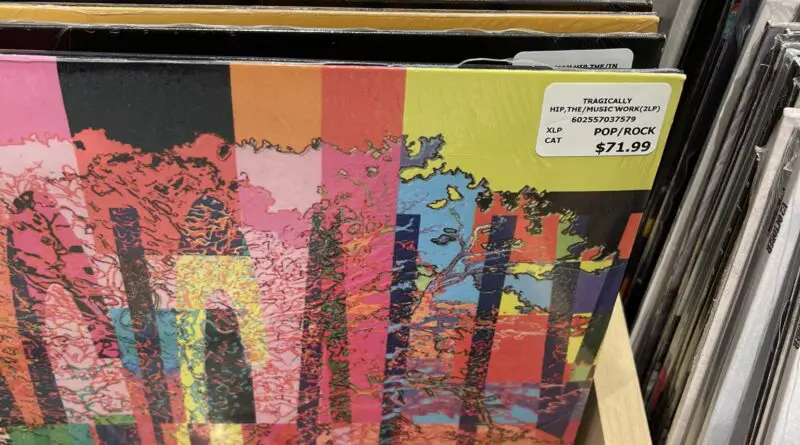 TRAGICALLY
HIP,THE/MUSIC WORK(2LP)
602557037579
XLP POP/ROCK
CAT $71.99